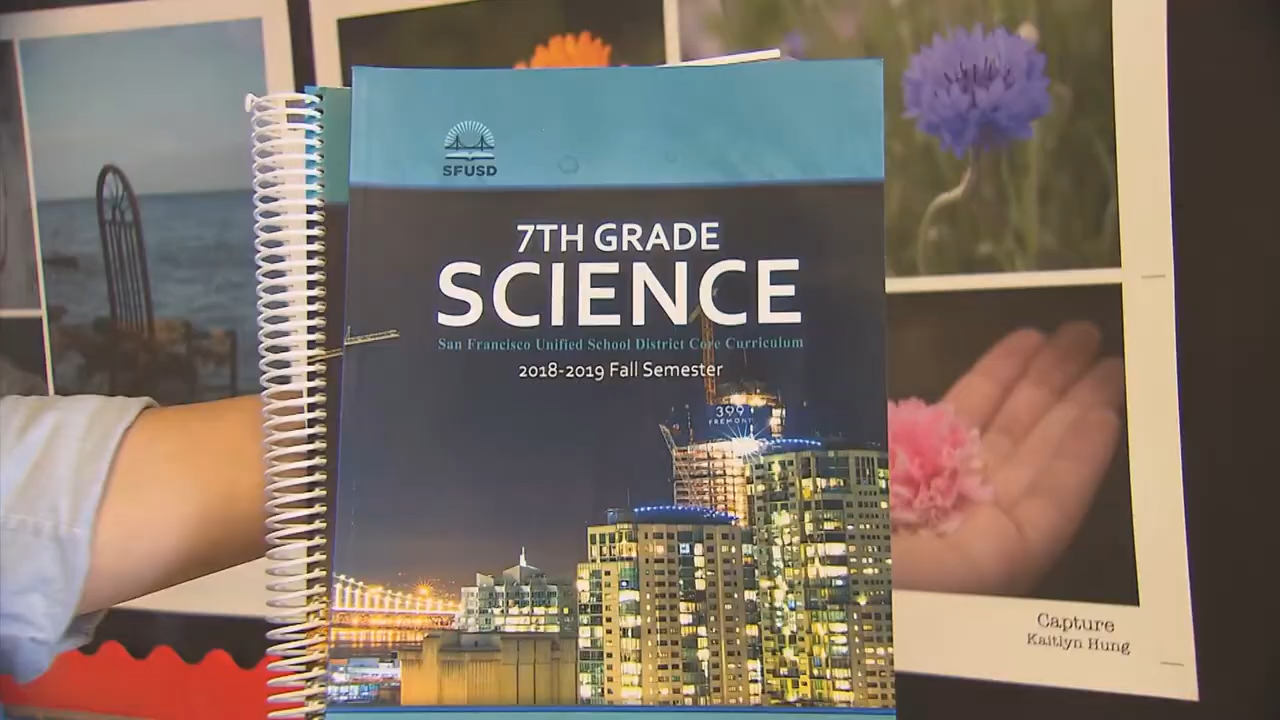 SFUSD
7TH GRADE
SCIENCE
San Francisco Unified School District Core Curriculum
2018-2019 Fall Semester
399
FREMONT
Capture
Kaitlyn Hung